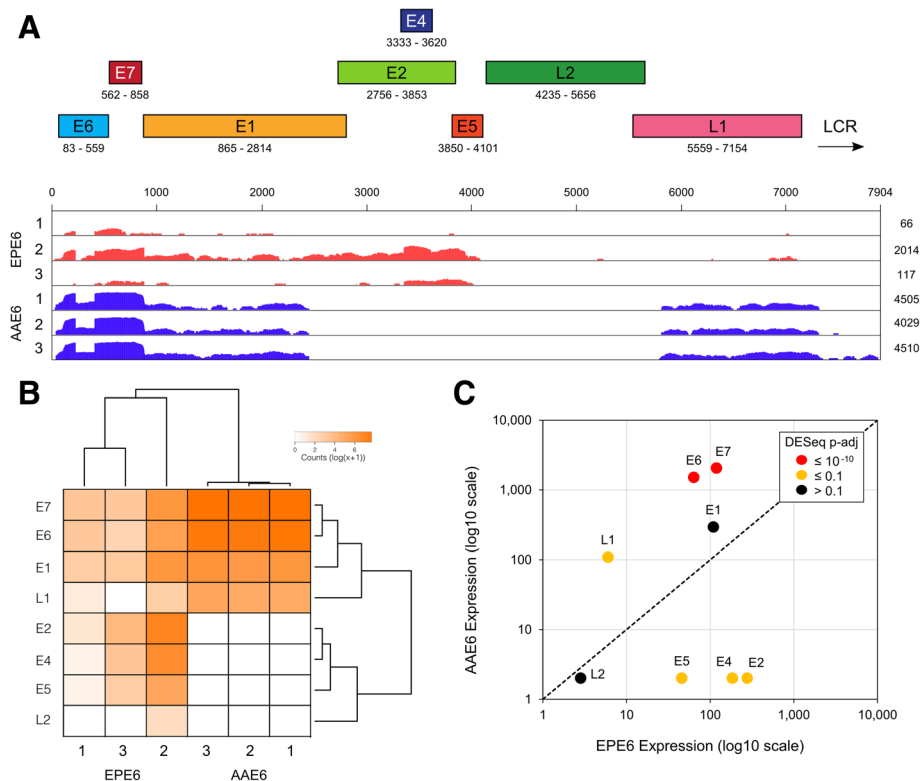 A
E4
3333 - 3620
E7
E2
L2
562 - 858
2756 - 3853
4235 - 5656
E6
E1
E5
L1
LCR
83 - 559
865 - 2814
3850 - 4101
5559 - 7154
0 1000 2000 3000 4000 5000 6000 7000 7904
EPE6
1 66
2 2014
3 117
AAE6
1 4505
2 4029
3 4510
B
0 2 4 6
Counts (log(x+1))
E7
E6
E1
L1
E2
E4
E5
L2
1 3 2 3 2 1
EPE6 AAE6
C
10,000
1,000
100
10
1
AAE6 Expression (log10 scale)
DESeq p-adj
≤ 10⁻¹⁰
≤ 0.1
> 0.1
E6 E7
E1
L1
E5 E4 E2
L2
1 10 100 1,000 10,000
EPE6 Expression (log10 scale)